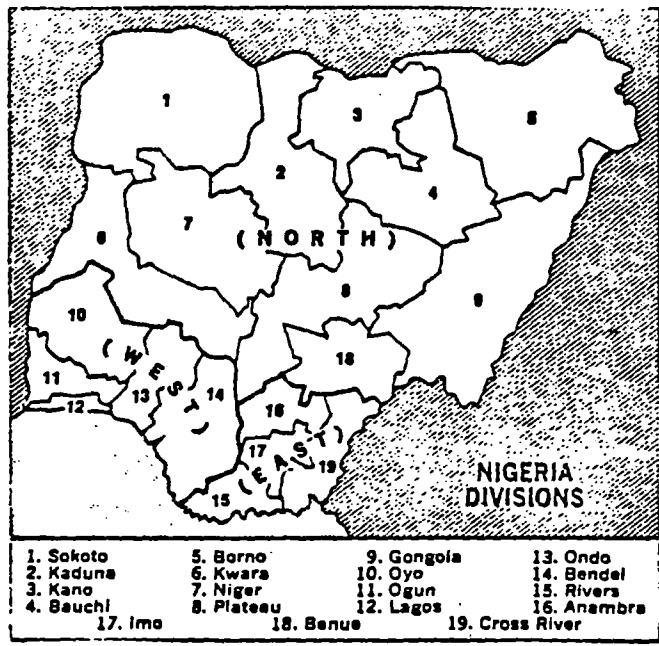 1
3
5
2
4
7
6
( N O R T H )
8
9
10
18
( W E S T )
11
13
14
12
16
17
( E A S T )
19
15
NIGERIA
DIVISIONS
1. Sokoto 5. Borno 9. Gongola 13. Ondo
2. Kaduna 6. Kwara 10. Oyo 14. Bendel
3. Kano 7. Niger 11. Ogun 15. Rivers
4. Bauchi 8. Plateau 12. Lagos 16. Anambra
17. Imo 18. Benue 19. Cross River